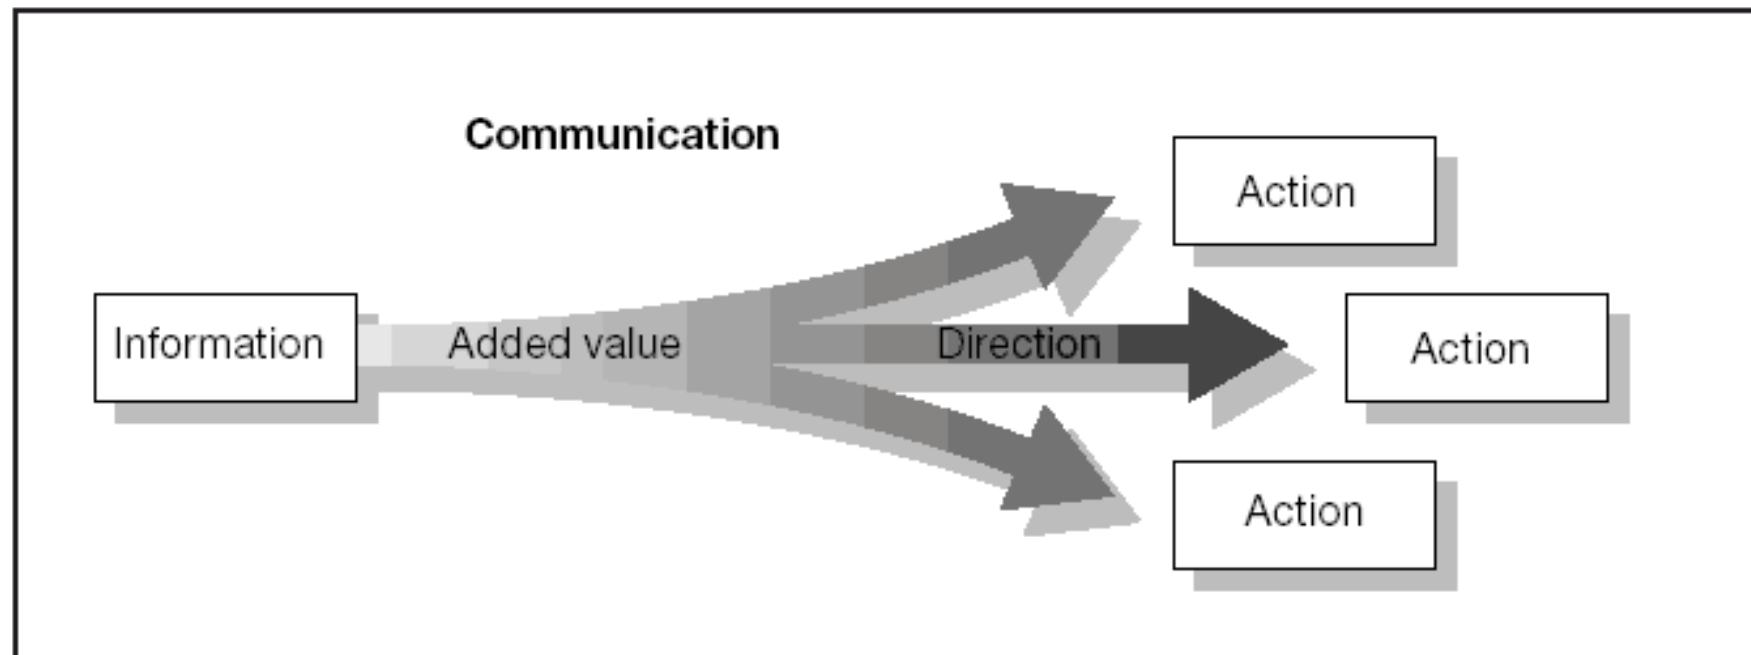 Communication
Action
Information
Added value
Direction
Action
Action